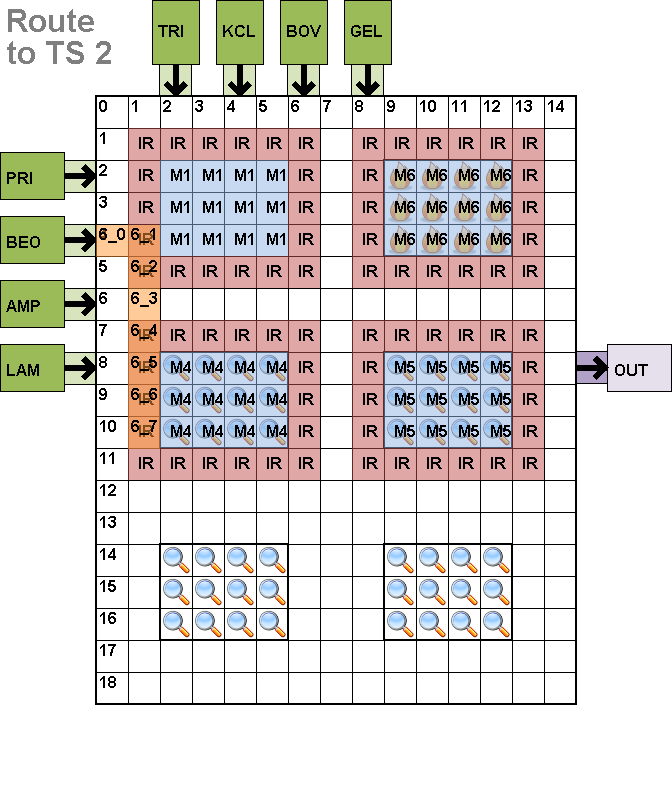 Route
to TS 2
TRI KCL BOV GEL
0 1 2 3 4 5 6 7 8 9 10 11 12 13 14
1 IR IR IR IR IR IR IR IR IR IR IR IR
PRI 2 IR M1 M1 M1 M1 IR IR M6 M6 M6 M6 IR
3 IR M1 M1 M1 M1 IR IR M6 M6 M6 M6 IR
BEO 6_0 6_1 M1 M1 M1 M1 IR IR M6 M6 M6 M6 IR
5 6_2 IR IR IR IR IR IR IR IR IR IR IR
AMP 6 6_3
7 6_4 IR IR IR IR IR IR IR IR IR IR IR
LAM 8 6_5 M4 M4 M4 M4 IR IR M5 M5 M5 M5 IR OUT
9 6_6 M4 M4 M4 M4 IR IR M5 M5 M5 M5 IR
10 6_7 M4 M4 M4 M4 IR IR M5 M5 M5 M5 IR
11 IR IR IR IR IR IR IR IR IR IR IR IR
12
13
14
15
16
17
18